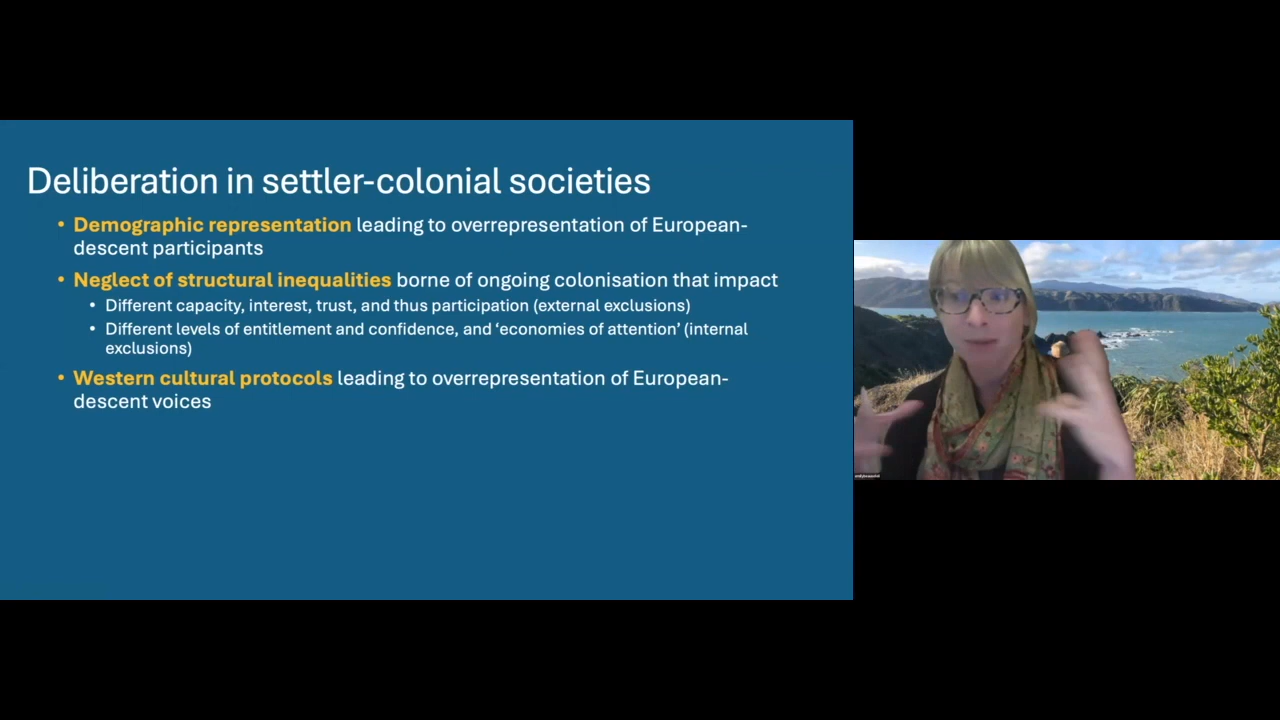 Deliberation in settler-colonial societies
• Demographic representation leading to overrepresentation of European-
descent participants
• Neglect of structural inequalities borne of ongoing colonisation that impact
• Different capacity, interest, trust, and thus participation (external exclusions)
• Different levels of entitlement and confidence, and ‘economies of attention’ (internal
exclusions)
• Western cultural protocols leading to overrepresentation of European-
descent voices